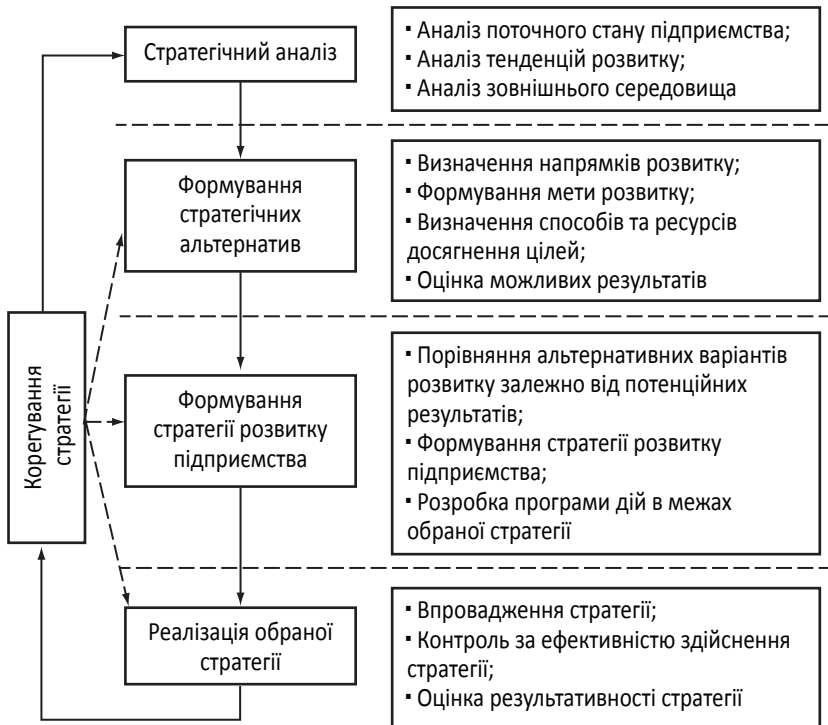 Стратегічний аналіз
▪ Аналіз поточного стану підприємства;
▪ Аналіз тенденцій розвитку;
▪ Аналіз зовнішнього середовища
Формування
стратегічних
альтернатив
▪ Визначення напрямків розвитку;
▪ Формування мети розвитку;
▪ Визначення способів та ресурсів
досягнення цілей;
▪ Оцінка можливих результатів
Корегування
стратегії
Формування
стратегії розвитку
підприємства
▪ Порівняння альтернативних варіантів
розвитку залежно від потенційних
результатів;
▪ Формування стратегії розвитку
підприємства;
▪ Розробка програми дій в межах
обраної стратегії
Реалізація обраної
стратегії
▪ Впровадження стратегії;
▪ Контроль за ефективністю здійснення
стратегії;
▪ Оцінка результативності стратегії